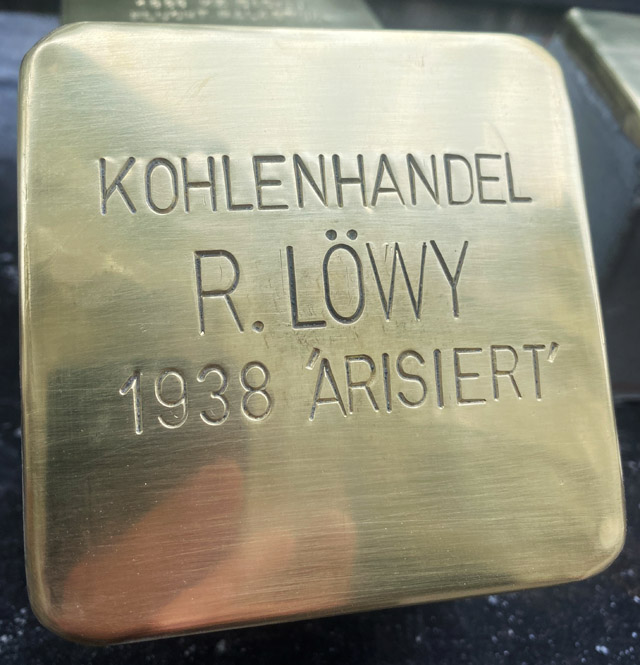 KOHLENHANDEL
R. LÖWY
1938 'ARISIERT'